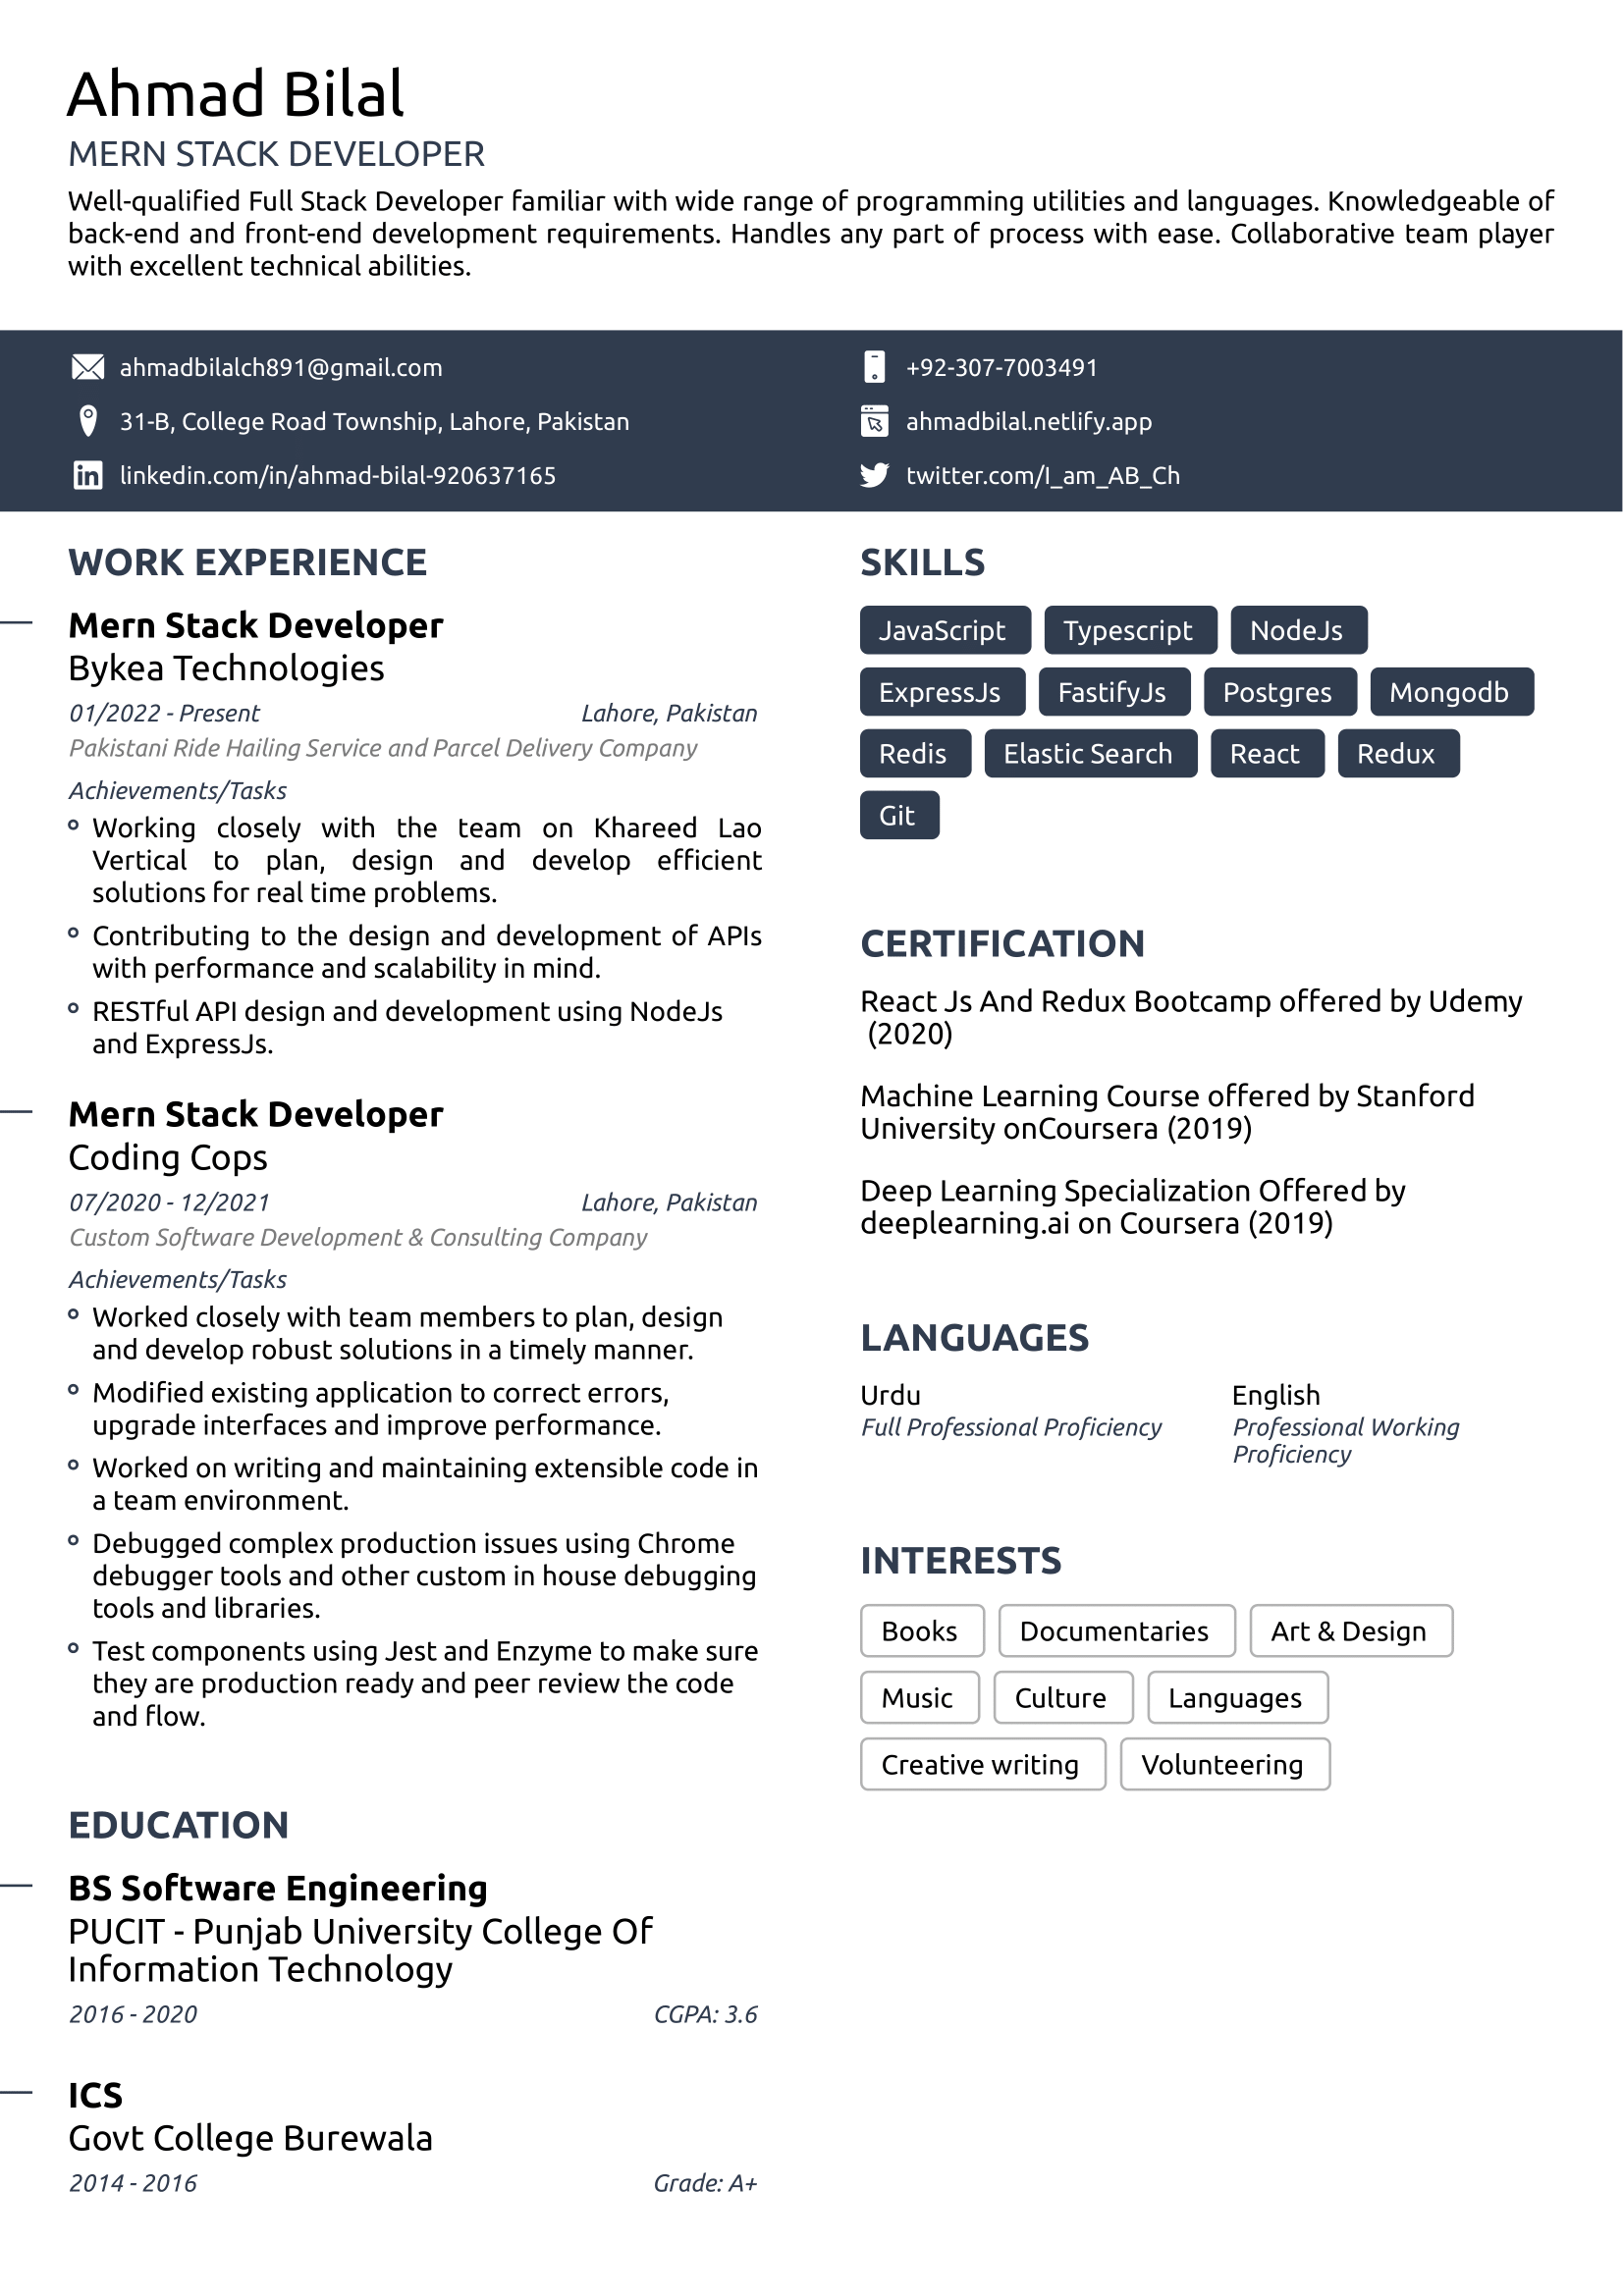 Ahmad Bilal
MERN STACK DEVELOPER
Well-qualified Full Stack Developer familiar with wide range of programming utilities and languages. Knowledgeable of
back-end and front-end development requirements. Handles any part of process with ease. Collaborative team player
with excellent technical abilities.
ahmadbilalch891@gmail.com
+92-307-7003491
31-B, College Road Township, Lahore, Pakistan
ahmadbilal.netlify.app
linkedin.com/in/ahmad-bilal-920637165
twitter.com/I_am_AB_Ch
WORK EXPERIENCE
Mern Stack Developer
Bykea Technologies
01/2022 - Present
Lahore, Pakistan
Pakistani Ride Hailing Service and Parcel Delivery Company
Achievements/Tasks
Working closely with the team on Khareed Lao
Vertical to plan, design and develop efficient
solutions for real time problems.
Contributing to the design and development of APIs
with performance and scalability in mind.
RESTful API design and development using NodeJs
and ExpressJs.
Mern Stack Developer
Coding Cops
07/2020 - 12/2021
Lahore, Pakistan
Custom Software Development & Consulting Company
Achievements/Tasks
Worked closely with team members to plan, design
and develop robust solutions in a timely manner.
Modified existing application to correct errors,
upgrade interfaces and improve performance.
Worked on writing and maintaining extensible code in
a team environment.
Debugged complex production issues using Chrome
debugger tools and other custom in house debugging
tools and libraries.
Test components using Jest and Enzyme to make sure
they are production ready and peer review the code
and flow.
EDUCATION
BS Software Engineering
PUCIT - Punjab University College Of
Information Technology
2016 - 2020
CGPA: 3.6
ICS
Govt College Burewala
2014 - 2016
Grade: A+
SKILLS
JavaScript
Typescript
NodeJs
ExpressJs
FastifyJs
Postgres
Mongodb
Redis
Elastic Search
React
Redux
Git
CERTIFICATION
React Js And Redux Bootcamp offered by Udemy
(2020)
Machine Learning Course offered by Stanford
University onCoursera (2019)
Deep Learning Specialization Offered by
deeplearning.ai on Coursera (2019)
LANGUAGES
Urdu
Full Professional Proficiency
English
Professional Working
Proficiency
INTERESTS
Books
Documentaries
Art & Design
Music
Culture
Languages
Creative writing
Volunteering